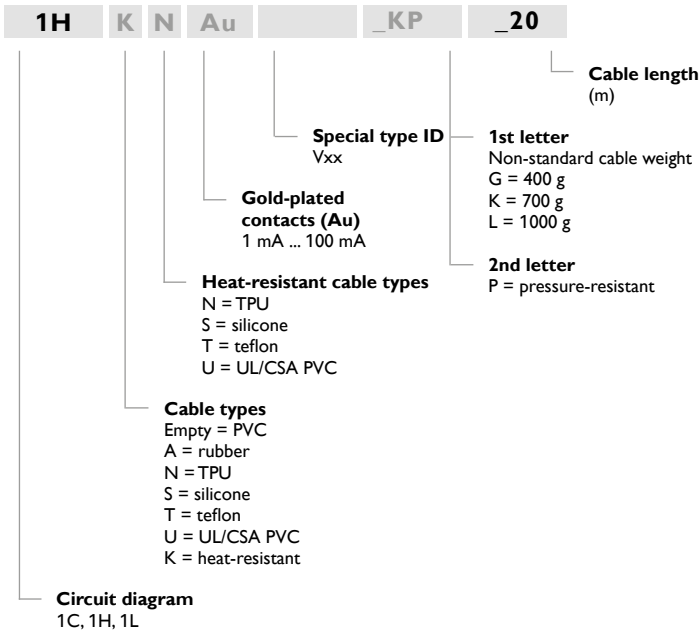 1H K N Au _KP _20
Cable length
(m)
Special type ID
Vxx
1st letter
Non-standard cable weight
G = 400 g
K = 700 g
L = 1000 g
Gold-plated
contacts (Au)
1 mA ... 100 mA
2nd letter
P = pressure-resistant
Heat-resistant cable types
N = TPU
S = silicone
T = teflon
U = UL/CSA PVC
Cable types
Empty = PVC
A = rubber
N = TPU
S = silicone
T = teflon
U = UL/CSA PVC
K = heat-resistant
Circuit diagram
1C, 1H, 1L